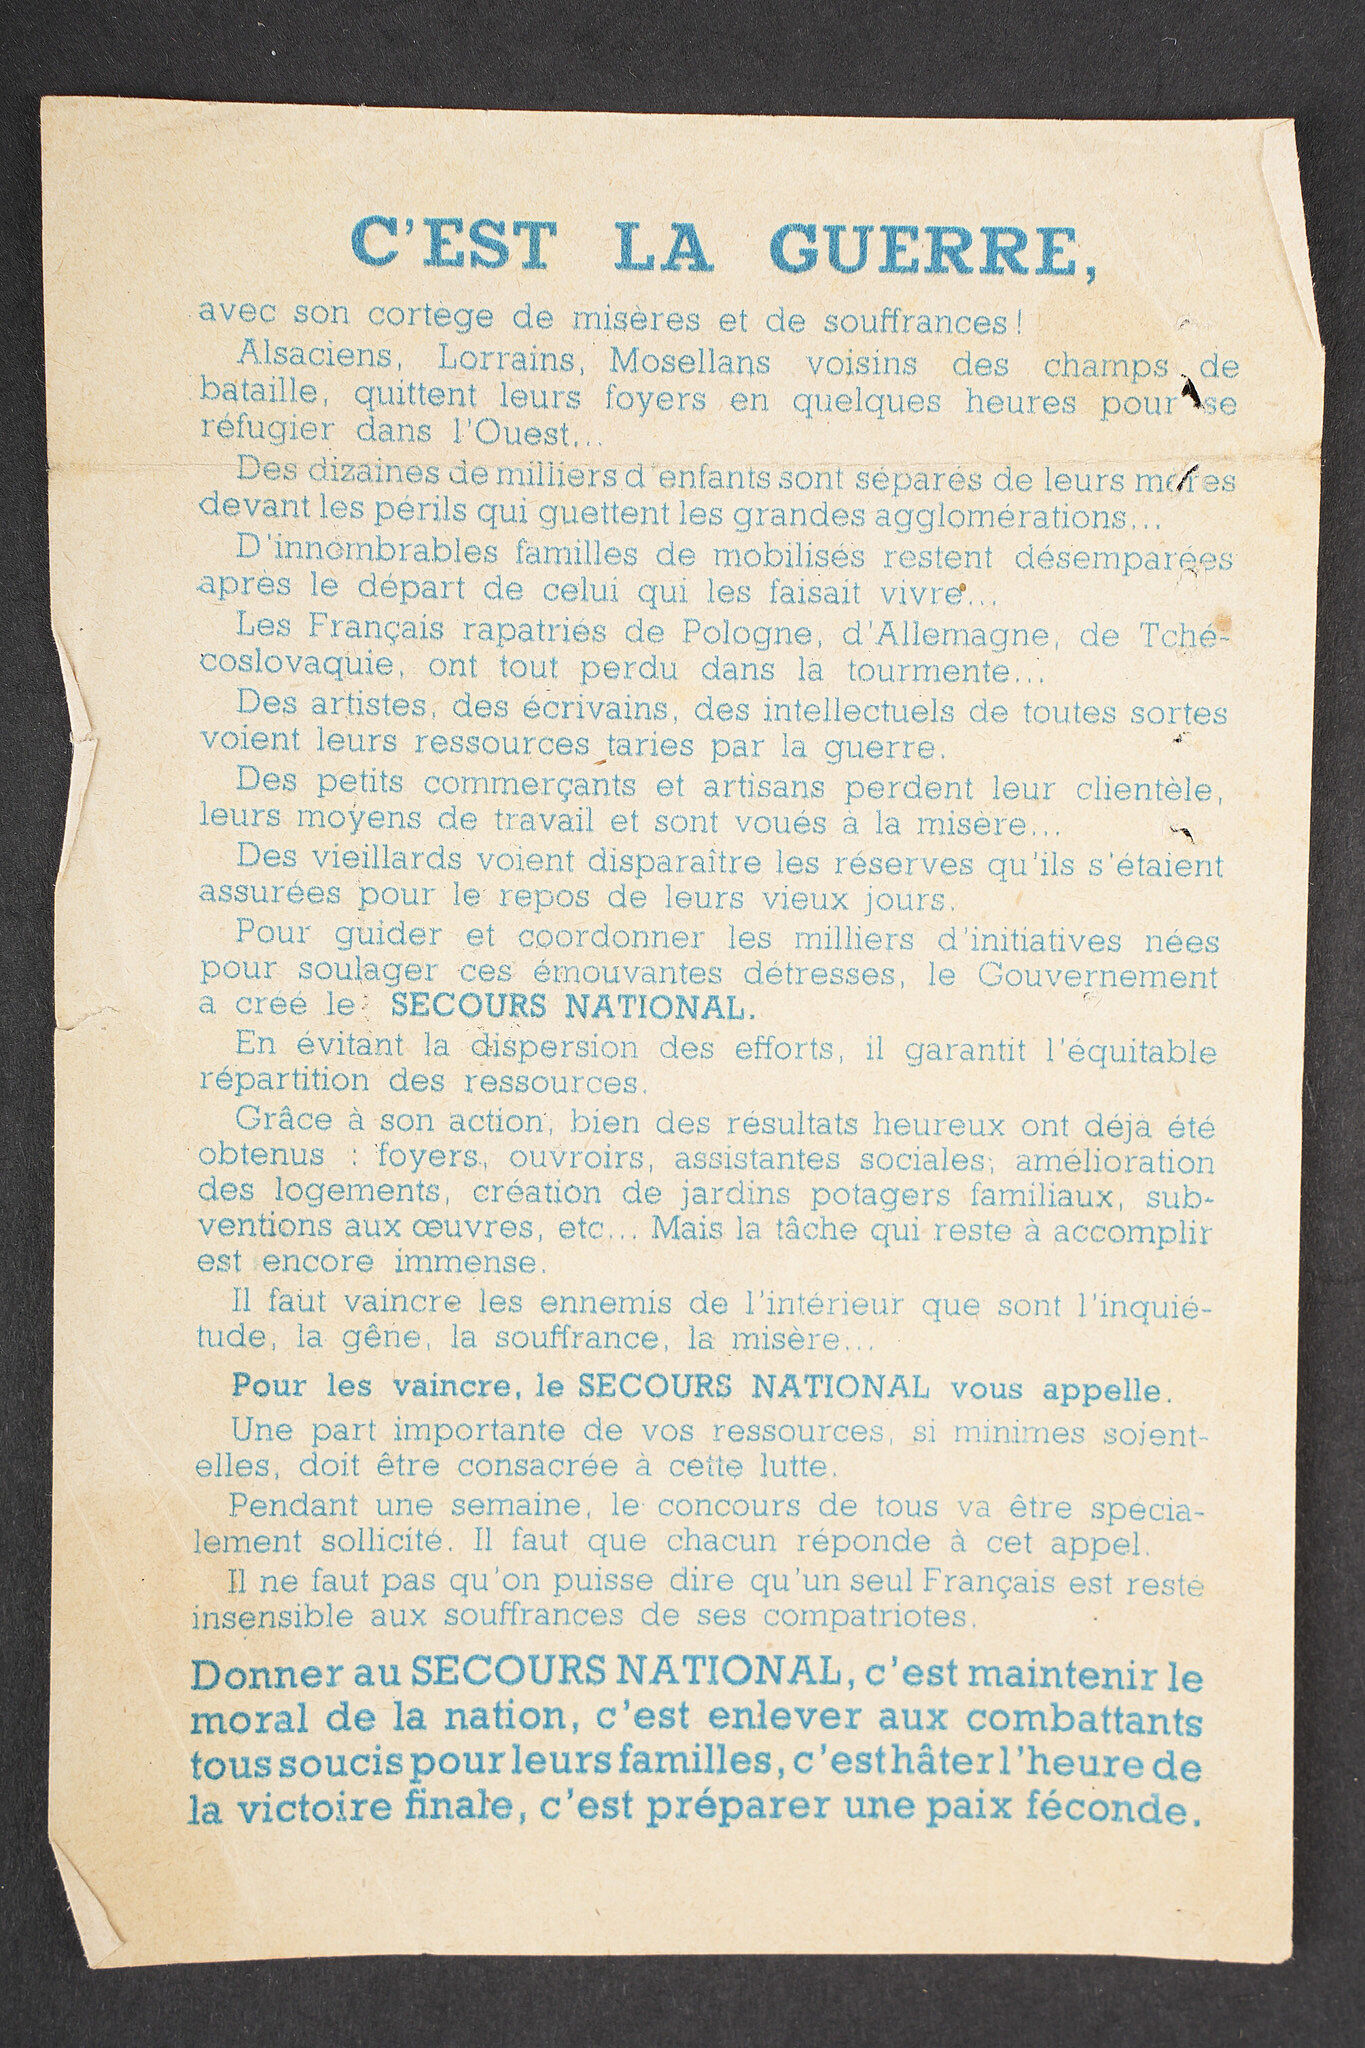 C'EST LA GUERRE,
avec son cortège de misères et de souffrances !
Alsaciens, Lorrains, Mosellans voisins des champs de
bataille, quittent leurs foyers en quelques heures pour se
réfugier dans l'Ouest...
Des dizaines de milliers d'enfants sont séparés de leurs mères
devant les périls qui guettent les grandes agglomérations...
D'innombrables familles de mobilisés restent désemparées
après le départ de celui qui les faisait vivre...
Les Français rapatriés de Pologne, d'Allemagne, de Tché-
coslovaquie, ont tout perdu dans la tourmente...
Des artistes, des écrivains, des intellectuels de toutes sortes
voient leurs ressources taries par la guerre.
Des petits commerçants et artisans perdent leur clientèle,
leurs moyens de travail et sont voués à la misère...
Des vieillards voient disparaître les réserves qu'ils s'étaient
assurées pour le repos de leurs vieux jours.
Pour guider et coordonner les milliers d'initiatives nées
pour soulager ces émouvantes détresses, le Gouvernement
a créé le SECOURS NATIONAL.
En évitant la dispersion des efforts, il garantit l'équitable
répartition des ressources.
Grâce à son action, bien des résultats heureux ont déjà été
obtenus : foyers, ouvroirs, assistantes sociales, amélioration
des logements, création de jardins potagers familiaux, sub-
ventions aux œuvres, etc... Mais la tâche qui reste à accomplir
est encore immense.
Il faut vaincre les ennemis de l'intérieur que sont l'inquié-
tude, la gêne, la souffrance, la misère...
Pour les vaincre, le SECOURS NATIONAL vous appelle.
Une part importante de vos ressources, si minimes soient-
elles, doit être consacrée à cette lutte.
Pendant une semaine, le concours de tous va être spécia-
lement sollicité. Il faut que chacun réponde à cet appel.
Il ne faut pas qu'on puisse dire qu'un seul Français est resté
insensible aux souffrances de ses compatriotes.
Donner au SECOURS NATIONAL, c'est maintenir le
moral de la nation, c'est enlever aux combattants
tous soucis pour leurs familles, c'est hâter l'heure de
la victoire finale, c'est préparer une paix féconde.